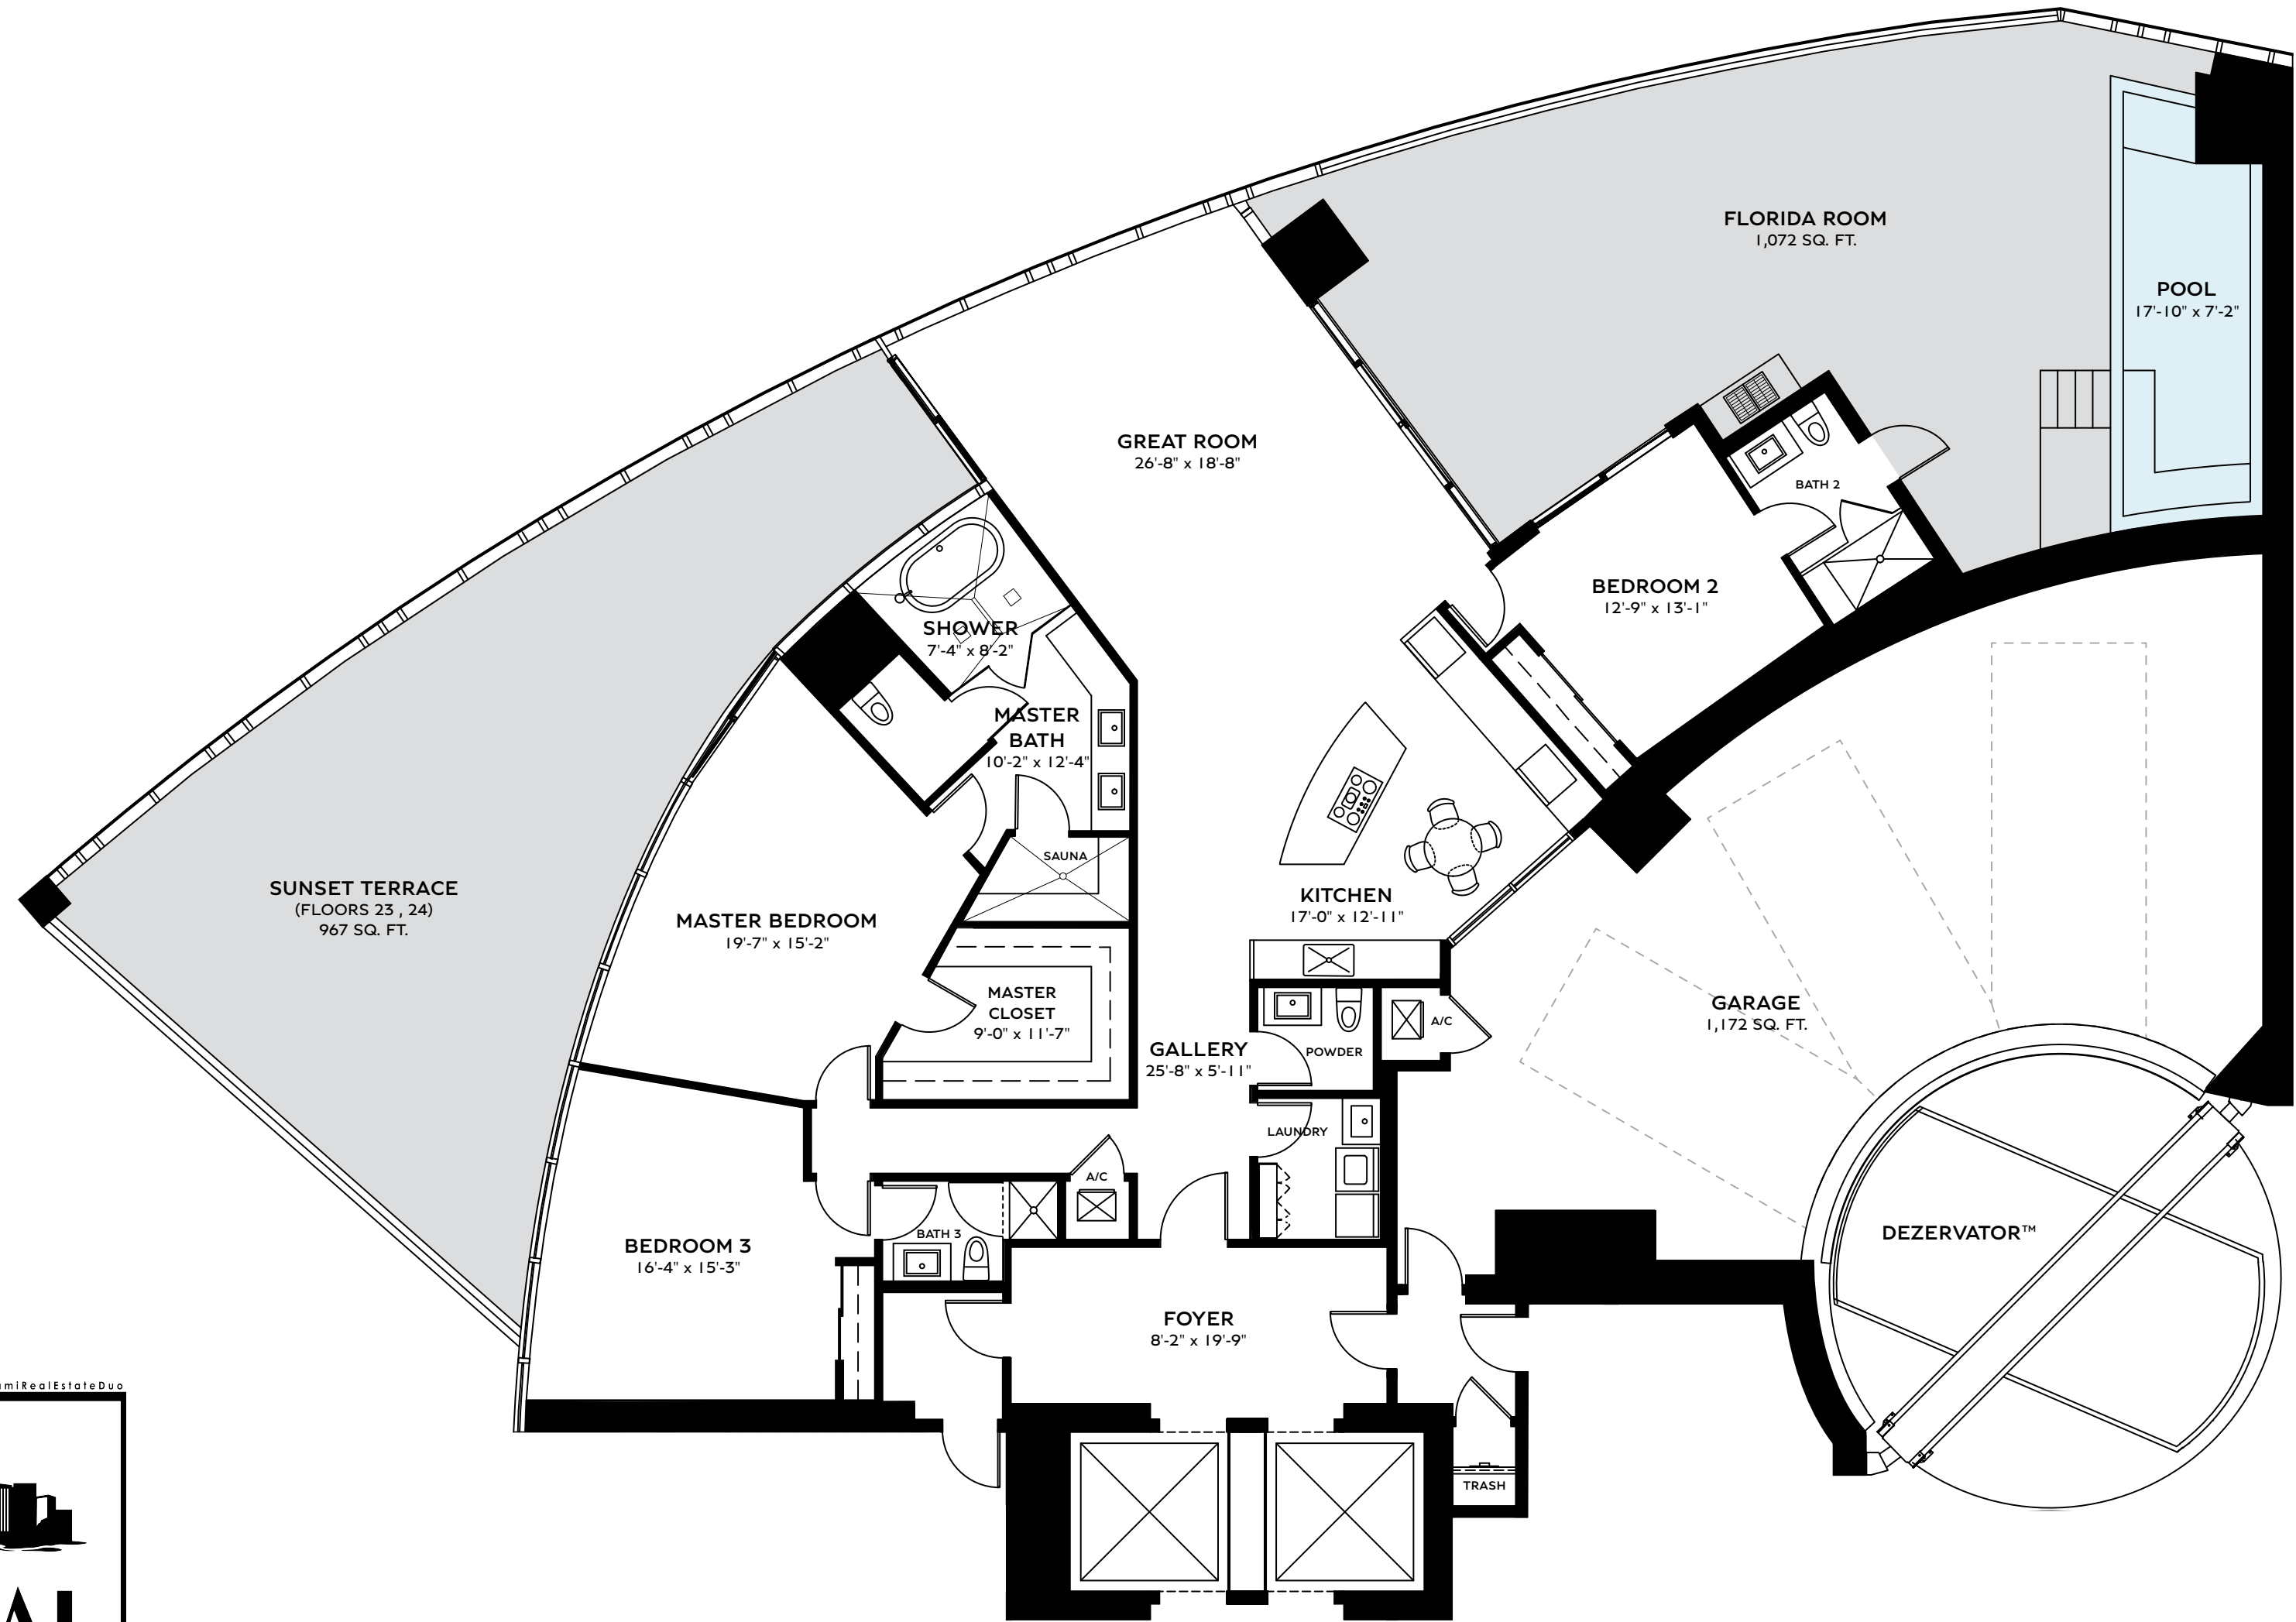 FLORIDA ROOM
1,072 SQ. FT.
POOL
17'-10" x 7'-2"
GREAT ROOM
26'-8" x 18'-8"
BATH 2
BEDROOM 2
12'-9" x 13'-1"
SHOWER
7'-4" x 8'-2"
MASTER
BATH
10'-2" x 12'-4"
SAUNA
SUNSET TERRACE
(FLOORS 23 , 24)
967 SQ. FT.
MASTER BEDROOM
19'-7" x 15'-2"
KITCHEN
17'-0" x 12'-11"
MASTER
CLOSET
9'-0" x 11'-7"
GARAGE
1,172 SQ. FT.
A/C
GALLERY
25'-8" x 5'-11"
POWDER
LAUNDRY
A/C
BATH 3
DEZERVATOR™
BEDROOM 3
16'-4" x 15'-3"
FOYER
8'-2" x 19'-9"
TRASH
miRealEstateDuo